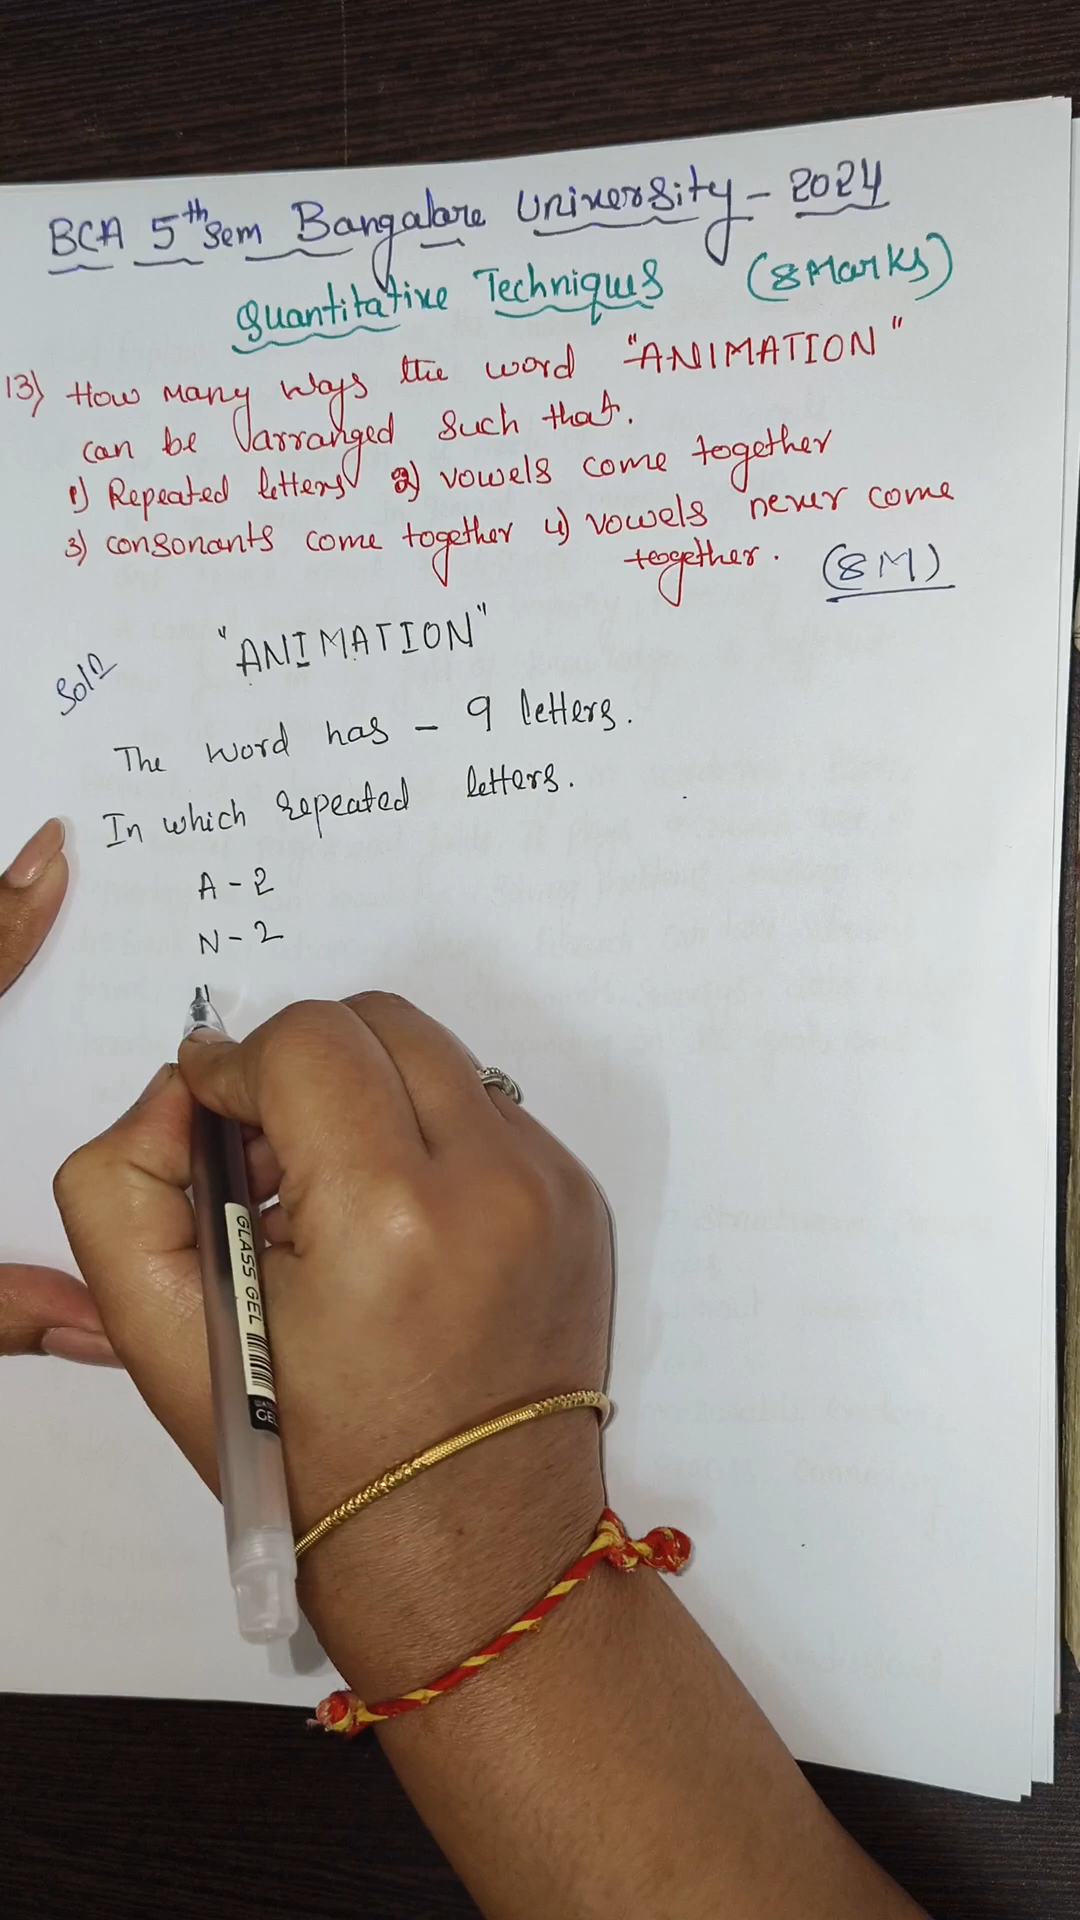 BCA 5th Sem Bangalore University - 2024
Quantitative Techniques (8 Marks)
13) How many ways the word "ANIMATION"
can be arranged such that.
1) Repeated letters 2) vowels come together
3) consonants come together 4) vowels never come
together. (8M)
Soln "ANIMATION"
The word has - 9 letters.
In which repeated letters.
A - 2
N - 2
GLASS GEL